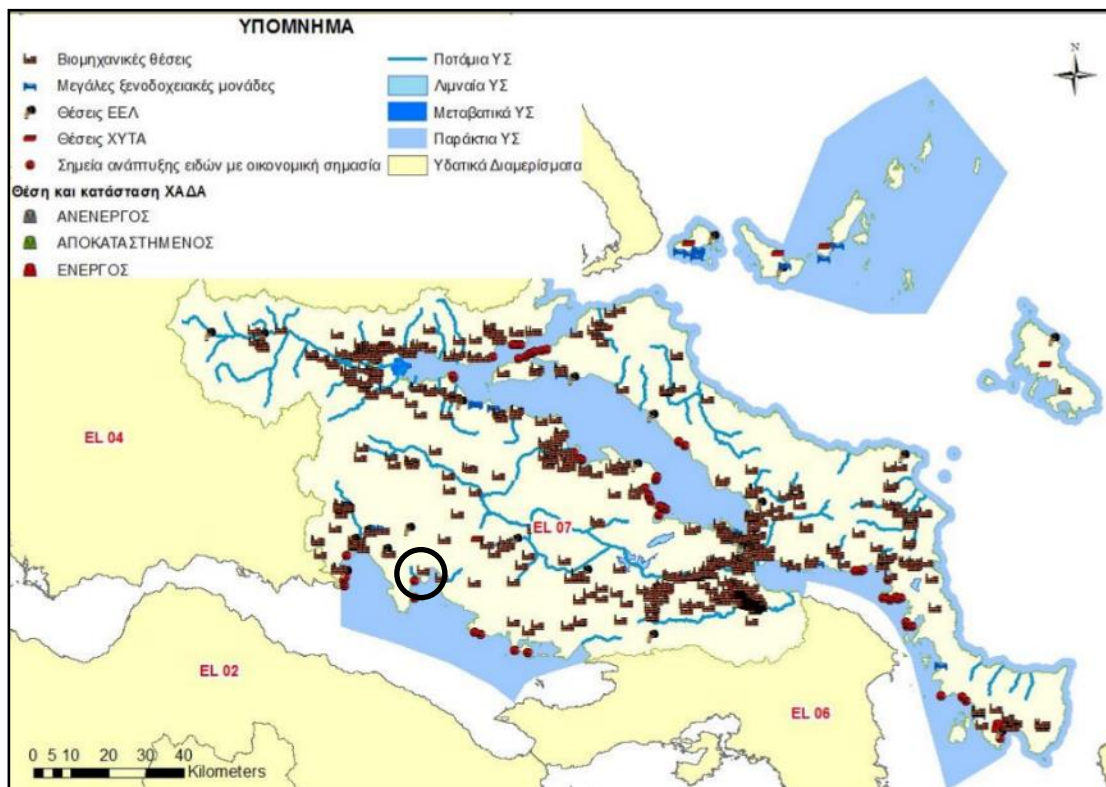 ΥΠΟΜΝΗΜΑ
Βιομηχανικές θέσεις
Μεγάλες ξενοδοχειακές μονάδες
Θέσεις ΕΕΛ
Θέσεις ΧΥΤΑ
Σημεία ανάπτυξης ειδών με οικονομική σημασία
Θέση και κατάσταση ΧΑΔΑ
ΑΝΕΝΕΡΓΟΣ
ΑΠΟΚΑΤΑΣΤΗΜΕΝΟΣ
ΕΝΕΡΓΟΣ
Ποτάμια ΥΣ
Λιμναία ΥΣ
Μεταβατικά ΥΣ
Παράκτια ΥΣ
Υδατικά Διαμερίσματα
N
EL 04
EL 07
EL 02
EL 06
0 5 10 20 30 40
Kilometers